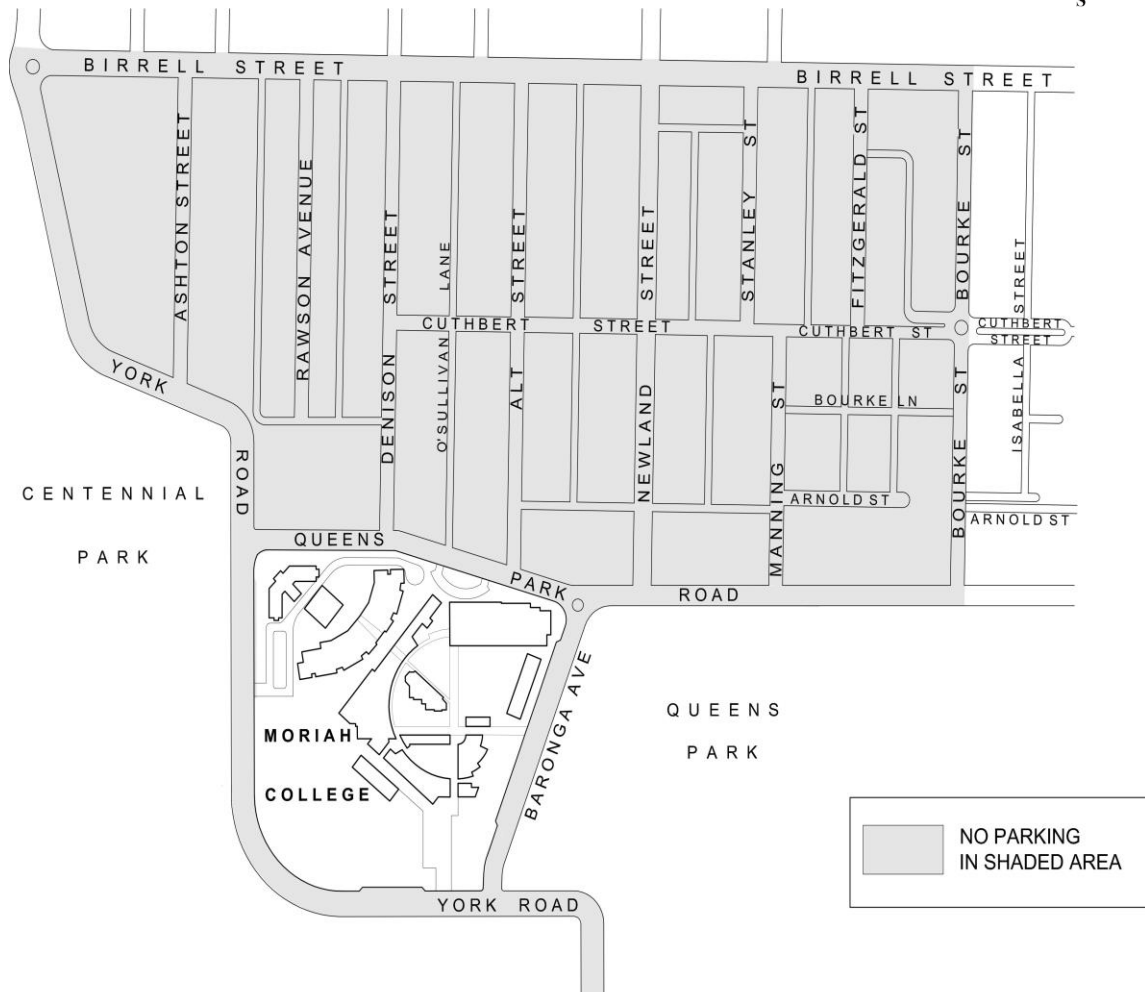 s
BIRRELL STREET
BIRRELL STREET
ASHTON STREET
RAWSON AVENUE
DENISON STREET
O'SULLIVAN LANE
ALT STREET
NEWLAND STREET
STANLEY ST
FITZGERALD ST
BOURKE ST
ISABELLA STREET
CUTHBERT STREET
CUTHBERT ST
CUTHBERT
STREET
YORK ROAD
BOURKE LN
MANNING ST
BOURKE ST
ARNOLD ST
ARNOLD ST
CENTENNIAL
PARK
QUEENS PARK ROAD
BARONGA AVE
QUEENS
PARK
MORIAH
COLLEGE
YORK ROAD
NO PARKING
IN SHADED AREA